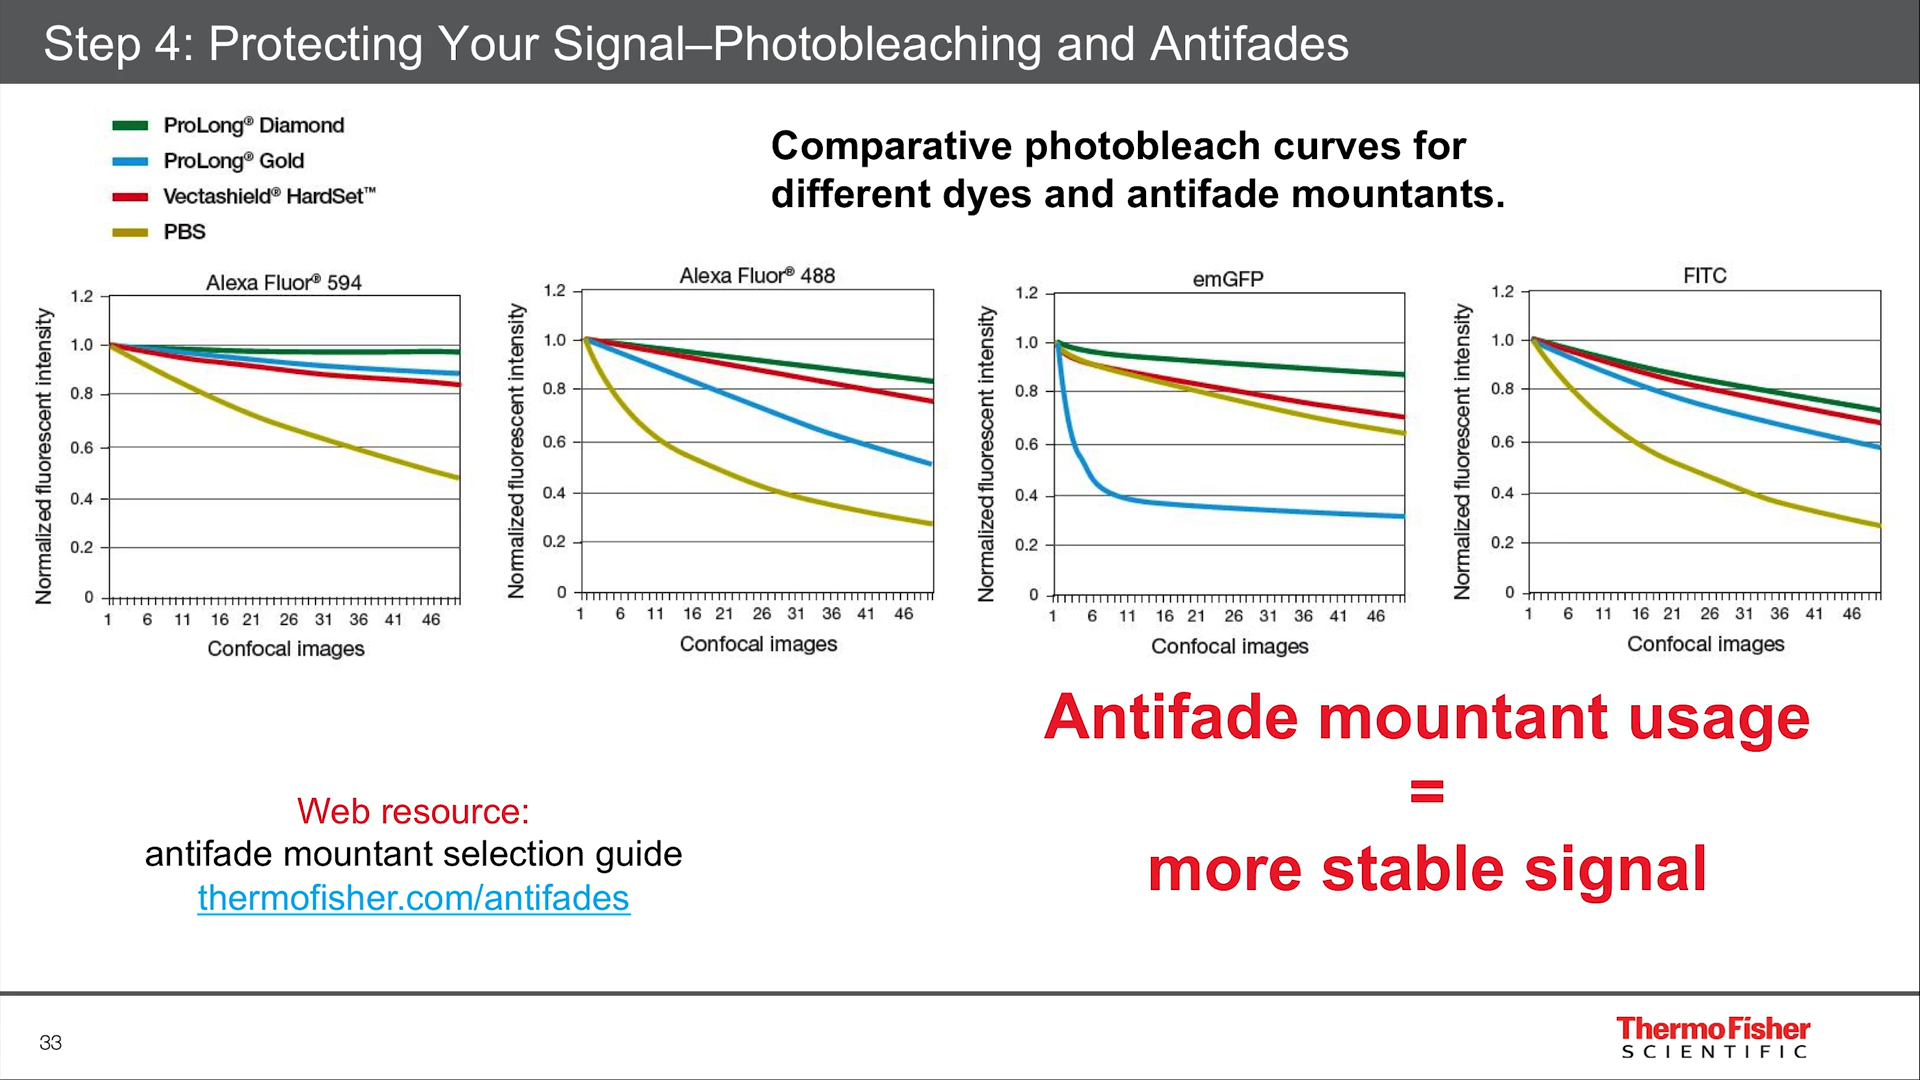 Step 4: Protecting Your Signal–Photobleaching and Antifades
ProLong® Diamond
ProLong® Gold
Vectashield® HardSet™
PBS
Comparative photobleach curves for
different dyes and antifade mountants.
Alexa Fluor® 594
Normalized fluorescent intensity
1.2
1.0
0.8
0.6
0.4
0.2
0
1 6 11 16 21 26 31 36 41 46
Confocal images
Alexa Fluor® 488
Normalized fluorescent intensity
1.2
1.0
0.8
0.6
0.4
0.2
0
1 6 11 16 21 26 31 36 41 46
Confocal images
emGFP
Normalized fluorescent intensity
1.2
1.0
0.8
0.6
0.4
0.2
0
1 6 11 16 21 26 31 36 41 46
Confocal images
FITC
Normalized fluorescent intensity
1.2
1.0
0.8
0.6
0.4
0.2
0
1 6 11 16 21 26 31 36 41 46
Confocal images
Antifade mountant usage
=
more stable signal
Web resource:
antifade mountant selection guide
thermofisher.com/antifades
33
ThermoFisher
SCIENTIFIC